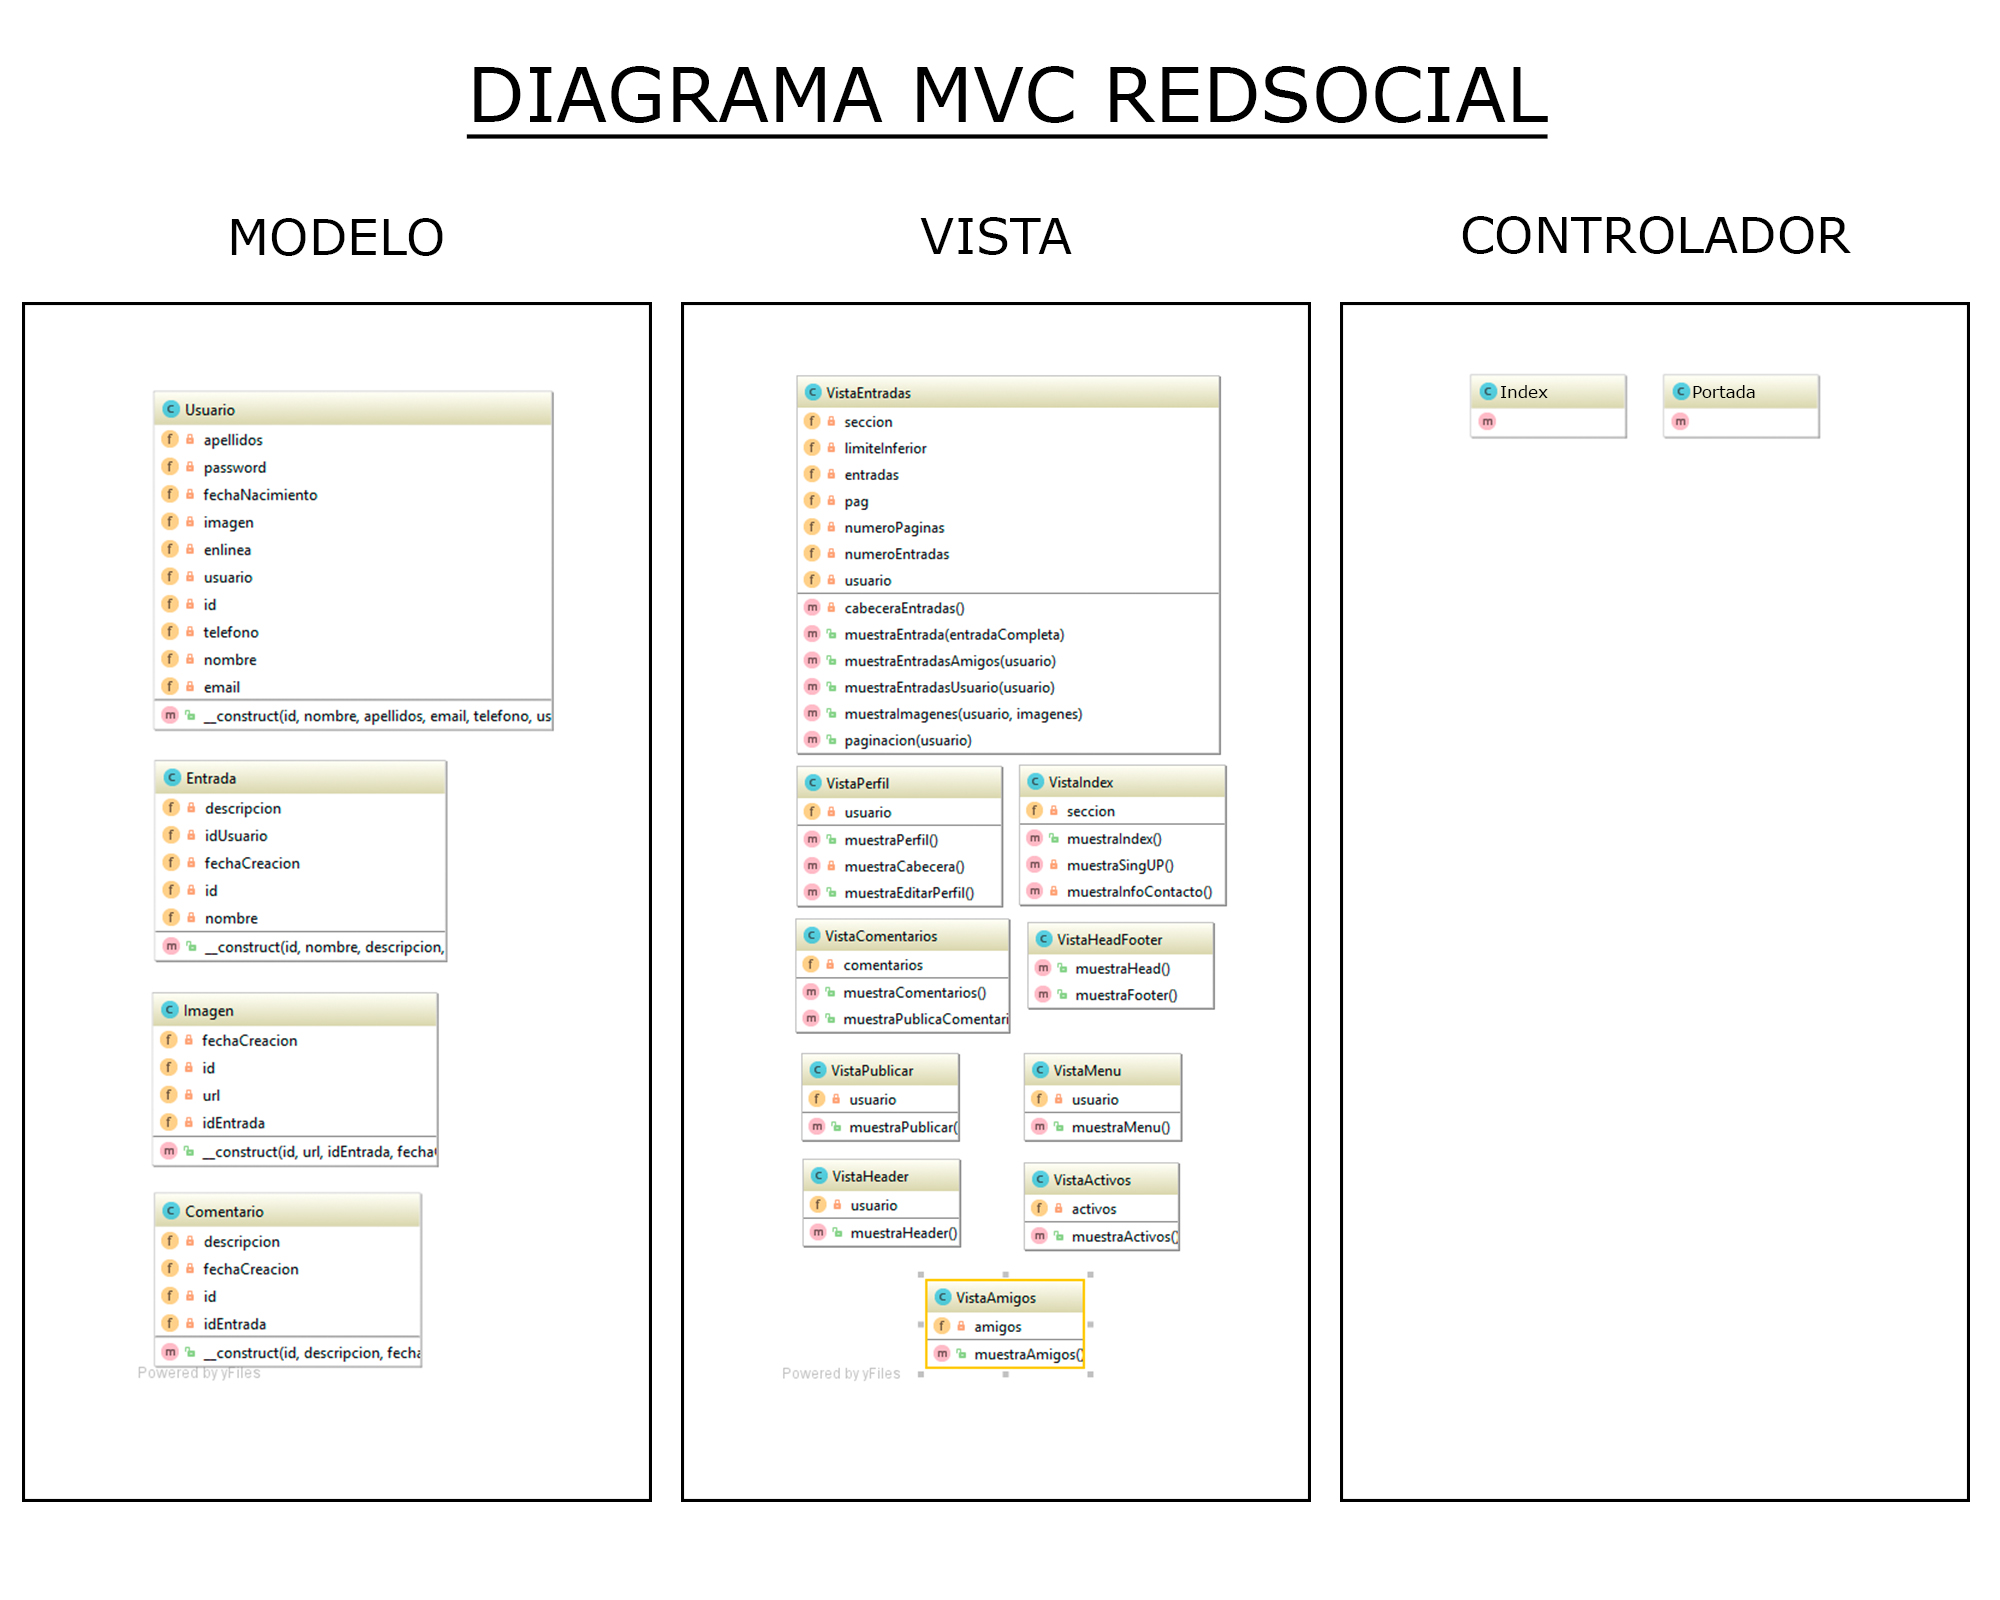 DIAGRAMA MVC REDSOCIAL
MODELO
VISTA
CONTROLADOR
C Usuario
f apellidos
f password
f fechaNacimiento
f imagen
f enlinea
f usuario
f id
f telefono
f nombre
f email
m __construct(id, nombre, apellidos, email, telefono, us
C Entrada
f descripcion
f idUsuario
f fechaCreacion
f id
f nombre
m __construct(id, nombre, descripcion,
C Imagen
f fechaCreacion
f id
f url
f idEntrada
m __construct(id, url, idEntrada, fecha
C Comentario
f descripcion
f fechaCreacion
f id
f idEntrada
m __construct(id, descripcion, fecha
Powered by yFiles
C VistaEntradas
f seccion
f limiteInferior
f entradas
f pag
f numeroPaginas
f numeroEntradas
f usuario
m cabeceraEntradas()
m muestraEntrada(entradaCompleta)
m muestraEntradasAmigos(usuario)
m muestraEntradasUsuario(usuario)
m muestraImagenes(usuario, imagenes)
m paginacion(usuario)
C VistaPerfil
f usuario
m muestraPerfil()
m muestraCabecera()
m muestraEditarPerfil()
C VistaIndex
f seccion
m muestraIndex()
m muestraSingUP()
m muestraInfoContacto()
C VistaComentarios
f comentarios
m muestraComentarios()
m muestraPublicaComentari
C VistaHeadFooter
m muestraHead()
m muestraFooter()
C VistaPublicar
f usuario
m muestraPublicar(
C VistaMenu
f usuario
m muestraMenu()
C VistaHeader
f usuario
m muestraHeader()
C VistaActivos
f activos
m muestraActivos()
C VistaAmigos
f amigos
m muestraAmigos()
Powered by yFiles
C Index
m
C Portada
m